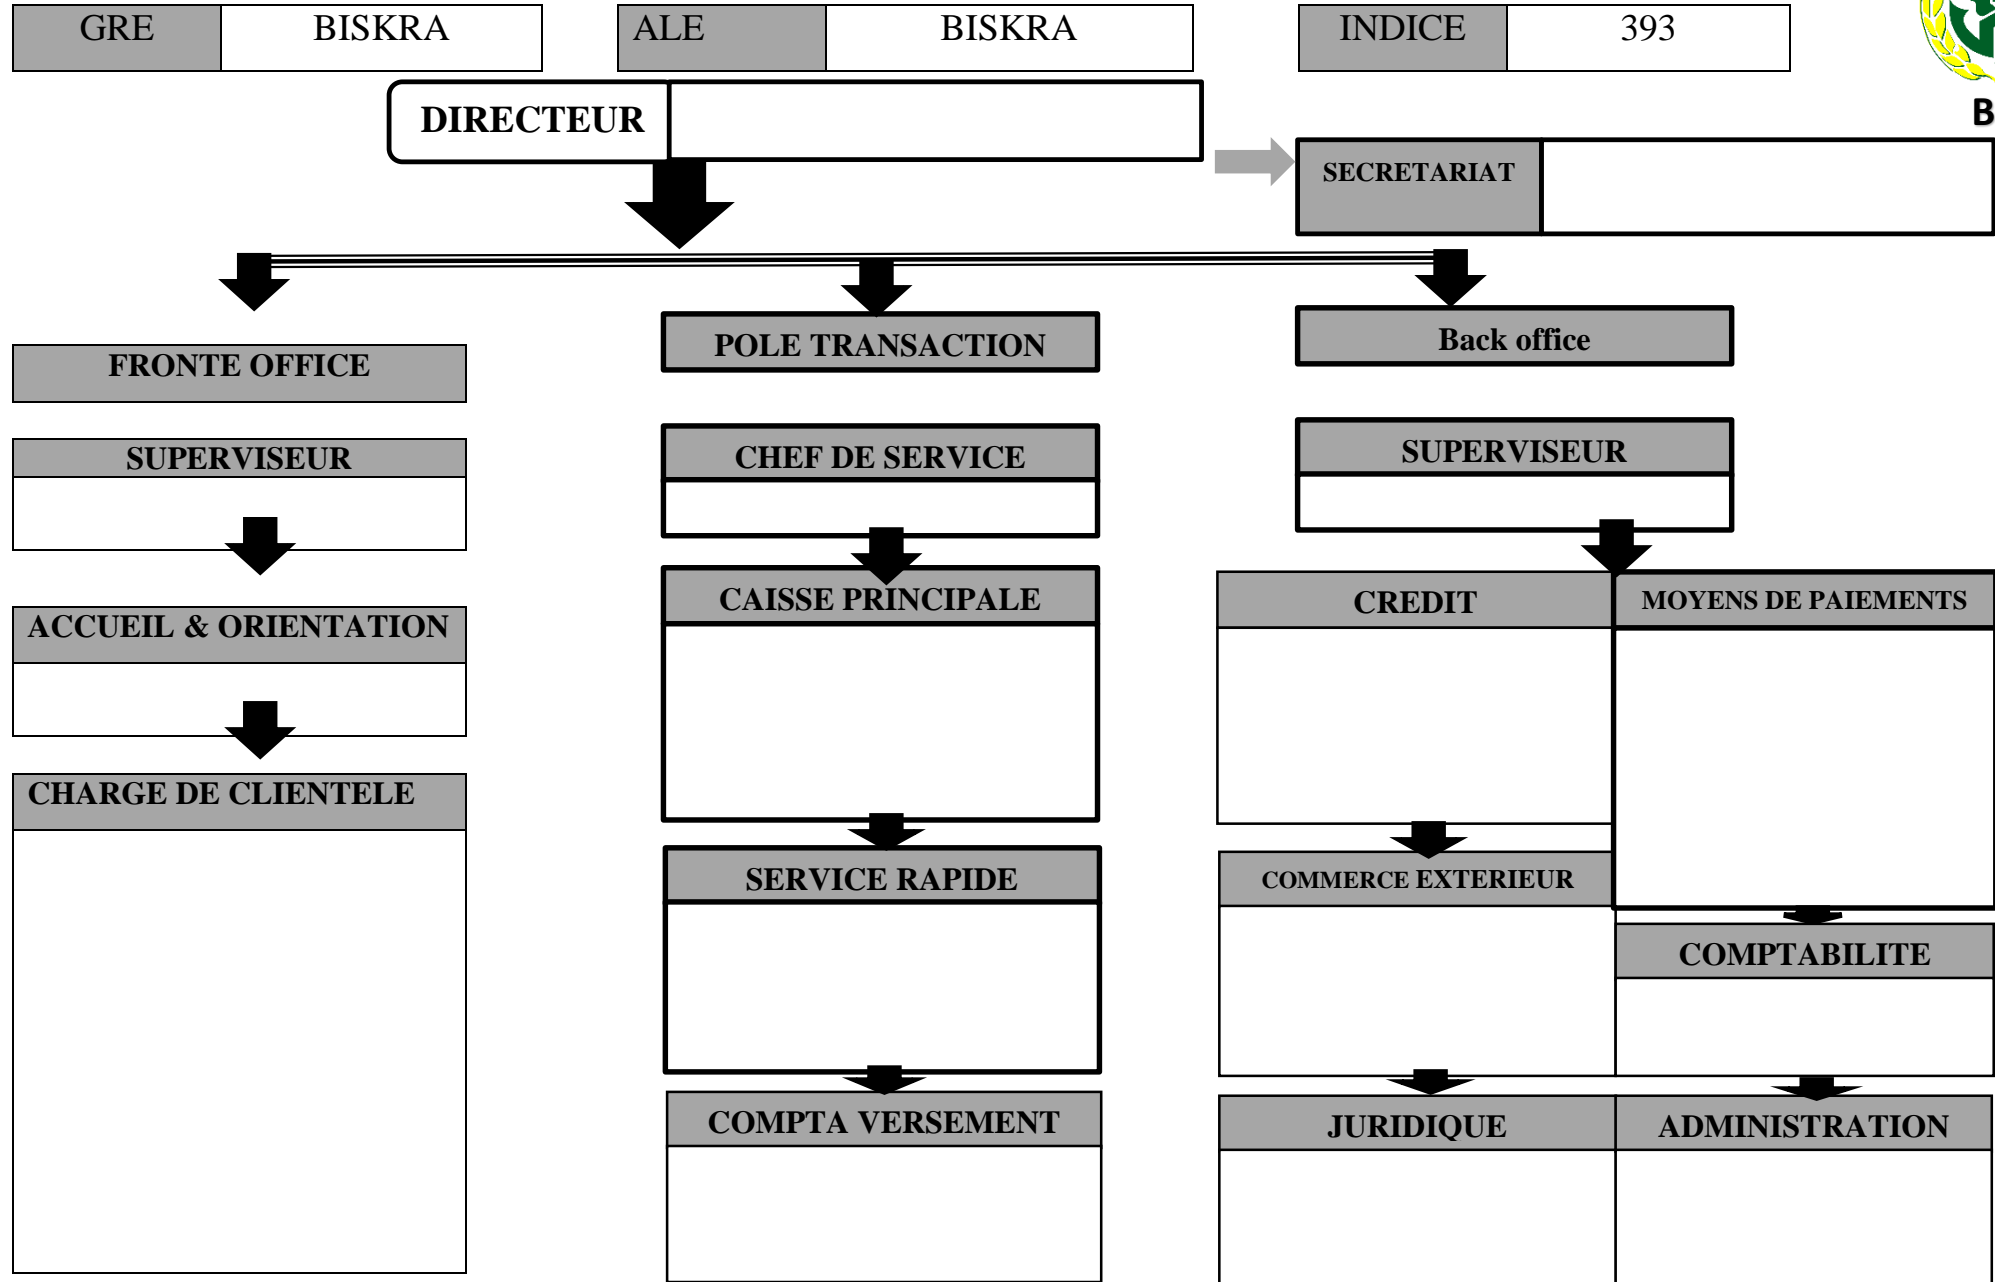 GRE BISKRA ALE BISKRA INDICE 393
B
DIRECTEUR
SECRETARIAT
FRONTE OFFICE
SUPERVISEUR
ACCUEIL & ORIENTATION
CHARGE DE CLIENTELE
POLE TRANSACTION
CHEF DE SERVICE
CAISSE PRINCIPALE
SERVICE RAPIDE
COMPTA VERSEMENT
Back office
SUPERVISEUR
CREDIT
MOYENS DE PAIEMENTS
COMMERCE EXTERIEUR
COMPTABILITE
JURIDIQUE
ADMINISTRATION